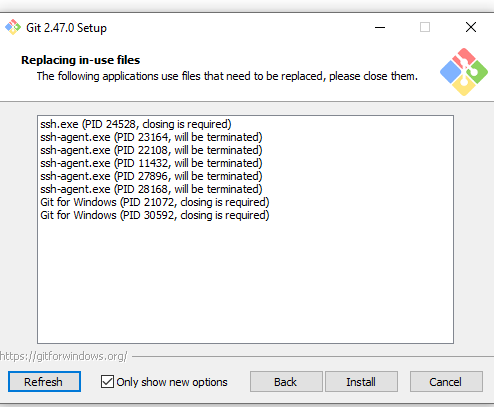 Git 2.47.0 Setup
Replacing in-use files
The following applications use files that need to be replaced, please close them.
ssh.exe (PID 24528, closing is required)
ssh-agent.exe (PID 23164, will be terminated)
ssh-agent.exe (PID 22108, will be terminated)
ssh-agent.exe (PID 11432, will be terminated)
ssh-agent.exe (PID 27896, will be terminated)
ssh-agent.exe (PID 28168, will be terminated)
Git for Windows (PID 21072, closing is required)
Git for Windows (PID 30592, closing is required)
https://gitforwindows.org/
Refresh Only show new options Back Install Cancel